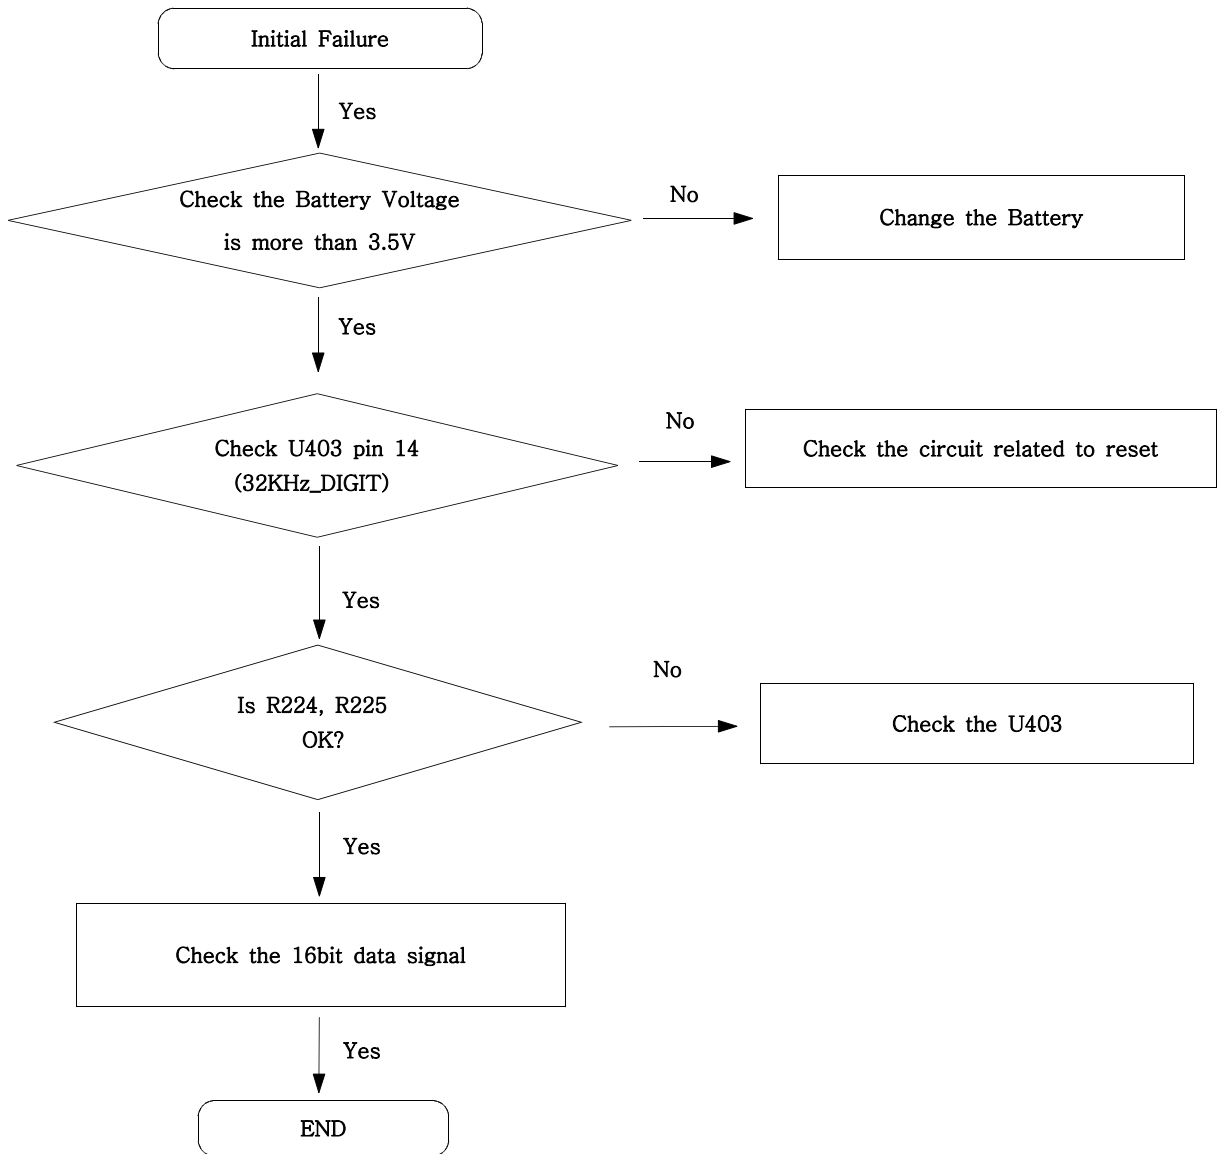 Initial Failure
Yes
Check the Battery Voltage
is more than 3.5V
No
Change the Battery
Yes
Check U403 pin 14
(32KHz_DIGIT)
No
Check the circuit related to reset
Yes
Is R224, R225
OK?
No
Check the U403
Yes
Check the 16bit data signal
Yes
END